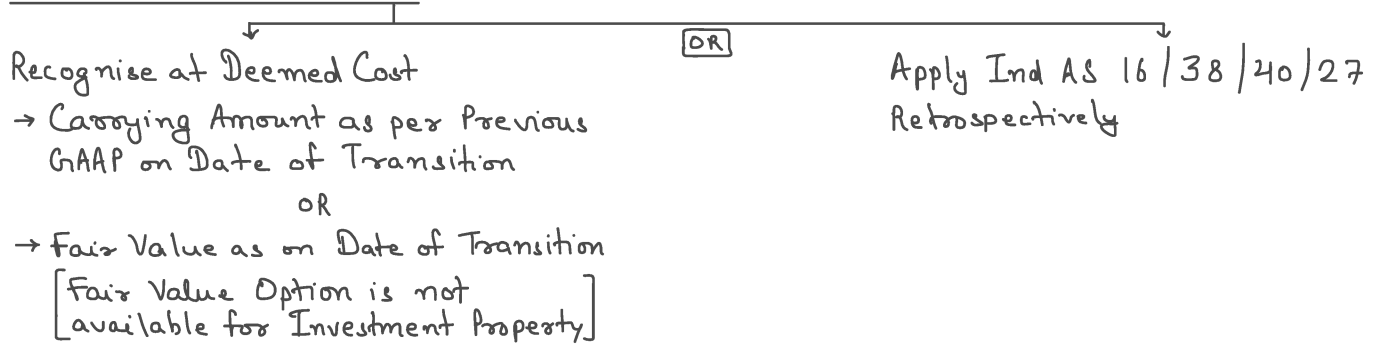 OR
Recognise at Deemed Cost
→ Carrying Amount as per Previous
GAAP on Date of Transition
OR
→ Fair Value as on Date of Transition
[Fair Value Option is not
available for Investment Property]
Apply Ind AS 16/38/40/27
Retrospectively